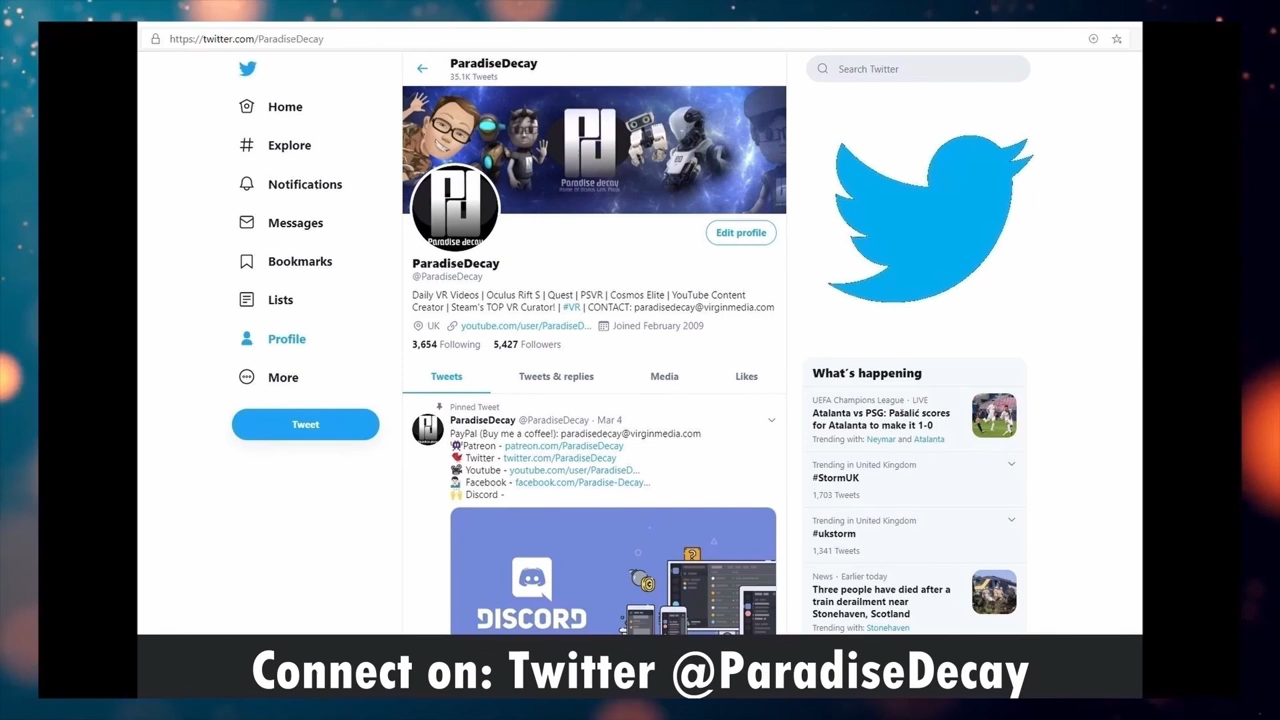 https://twitter.com/ParadiseDecay
Home
Explore
Notifications
Messages
Bookmarks
Lists
Profile
More
Tweet
ParadiseDecay
35.1K Tweets
PD
Paradise decay
PD
Paradise decay
Edit profile
ParadiseDecay
@ParadiseDecay
Daily VR Videos | Oculus Rift S | Quest | PSVR | Cosmos Elite | YouTube Content
Creator | Steam's TOP VR Curator! | #VR | CONTACT: paradisedecay@virginmedia.com
UK youtube.com/user/ParadiseD... Joined February 2009
3,654 Following 5,427 Followers
Tweets Tweets & replies Media Likes
Pinned Tweet
ParadiseDecay @ParadiseDecay · Mar 4
PayPal (Buy me a coffee!): paradisedecay@virginmedia.com
Patreon - patreon.com/ParadiseDecay
Twitter - twitter.com/ParadiseDecay
Youtube - youtube.com/user/ParadiseD...
Facebook - facebook.com/Paradise-Decay...
Discord -
DISCORD
Search Twitter
What's happening
UEFA Champions League · LIVE
Atalanta vs PSG: Pašalić scores
for Atalanta to make it 1-0
Trending with: Neymar and Atalanta
Trending in United Kingdom
#StormUK
1,703 Tweets
Trending in United Kingdom
#ukstorm
1,341 Tweets
News · Earlier today
Three people have died after a
train derailment near
Stonehaven, Scotland
Trending with: Stonehaven
Connect on: Twitter @ParadiseDecay